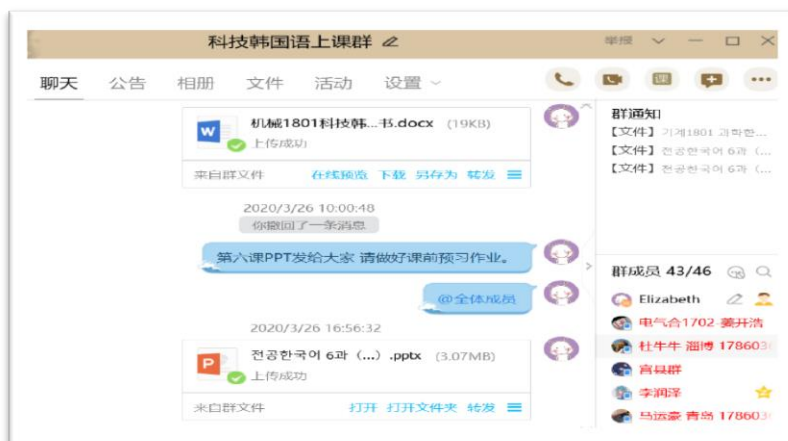 科技韩国语上课群
举报
聊天 公告 相册 文件 活动 设置
课
机械1801科技韩...书.docx (19KB)
上传成功
来自群文件 在线预览 下载 另存为 转发
2020/3/26 10:00:48
你撤回了一条消息
第六课PPT发给大家 请做好课前预习作业。
@全体成员
2020/3/26 16:56:32
전공한국어 6과 (...) .pptx (3.07MB)
上传成功
来自群文件 打开 打开文件夹 转发
群通知
【文件】기계1801 과학한...
【文件】전공한국어 6과 (...
【文件】전공한국어 6과 (...
群成员 43/46
Elizabeth
电气合1702-姜开浩
杜牛牛 淄博 178603
宫县群
李润泽
马运豪 青岛 178603